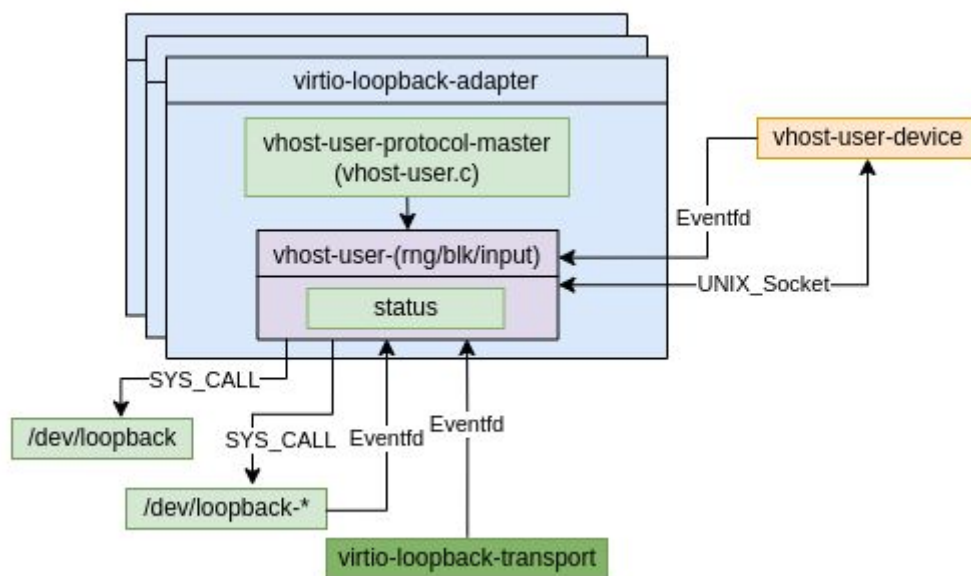 virtio-loopback-adapter
vhost-user-protocol-master
(vhost-user.c)
vhost-user-device
Eventfd
vhost-user-(rng/blk/input)
UNIX_Socket
status
SYS_CALL
/dev/loopback
SYS_CALL
Eventfd
Eventfd
/dev/loopback-*
virtio-loopback-transport